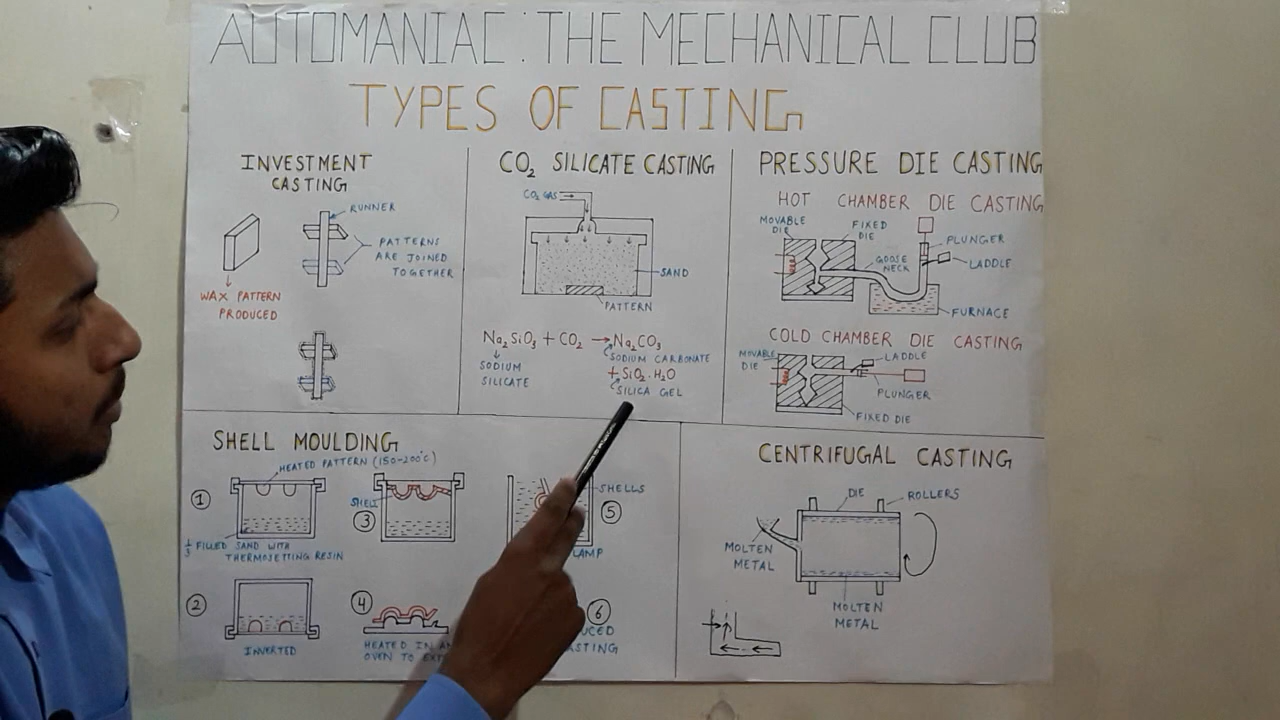 AUTOMANIAC : THE MECHANICAL CLUB
TYPES OF CASTING
INVESTMENT
CASTING
RUNNER
PATTERNS
ARE JOINED
TOGETHER
WAX PATTERN
PRODUCED
CO₂ SILICATE CASTING
CO₂ GAS
SAND
PATTERN
Na₂SiO₃ + CO₂ → Na₂CO₃
SODIUM
SILICATE
SODIUM CARBONATE
+ SiO₂·H₂O
SILICA GEL
PRESSURE DIE CASTING
HOT CHAMBER DIE CASTING
MOVABLE
DIE
FIXED
DIE
GOOSE
NECK
PLUNGER
LADDLE
FURNACE
COLD CHAMBER DIE CASTING
MOVABLE
DIE
LADDLE
PLUNGER
FIXED DIE
SHELL MOULDING
HEATED PATTERN (150-200°C)
1
1/3 FILLED SAND WITH
THERMOSETTING RESIN
2
INVERTED
SHELL
3
4
HEATED IN
OVEN TO
SHELLS
5
6
CENTRIFUGAL CASTING
DIE
ROLLERS
MOLTEN
METAL
MOLTEN
METAL